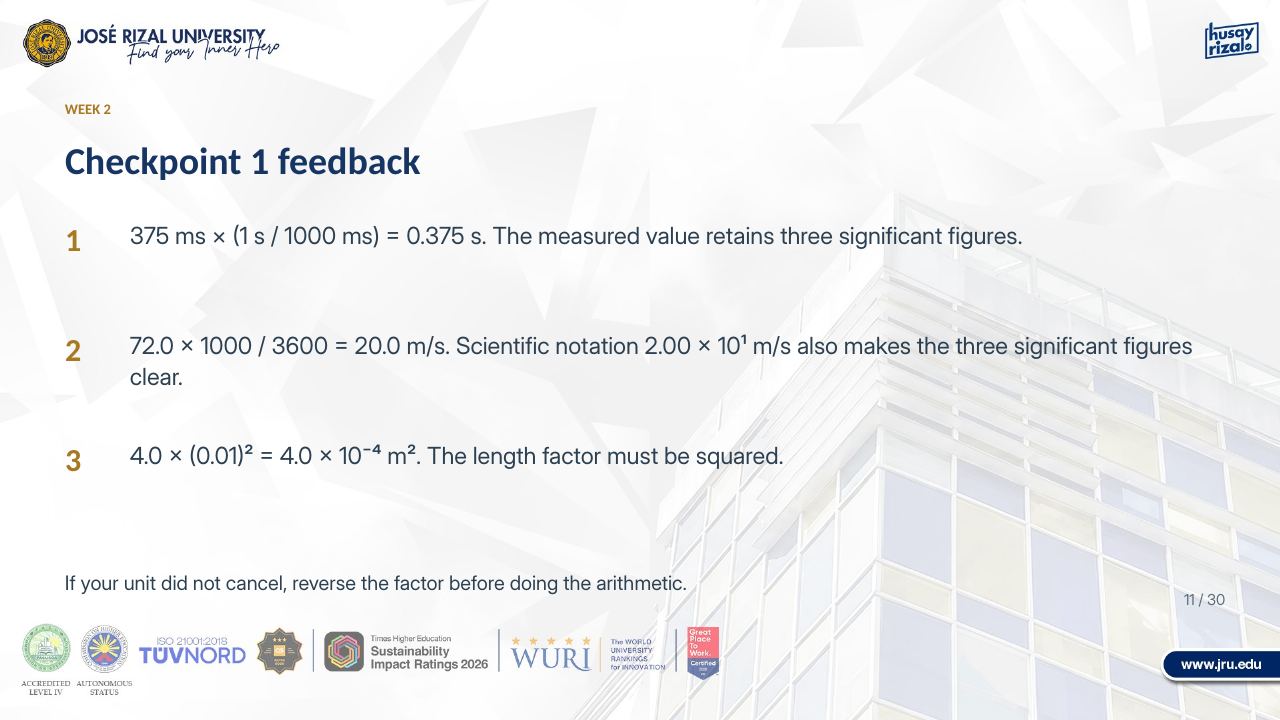 JOSÉ RIZAL UNIVERSITY
Find your Inner Hero
husay
rizal
WEEK 2
Checkpoint 1 feedback
1 375 ms × (1 s / 1000 ms) = 0.375 s. The measured value retains three significant figures.
2 72.0 × 1000 / 3600 = 20.0 m/s. Scientific notation 2.00 × 10¹ m/s also makes the three significant figures
clear.
3 4.0 × (0.01)² = 4.0 × 10⁻⁴ m². The length factor must be squared.
If your unit did not cancel, reverse the factor before doing the arithmetic.
11 / 30
ACCREDITED
LEVEL IV
AUTONOMOUS
STATUS
ISO 21001:2018
TÜVNORD
Times Higher Education
Sustainability
Impact Ratings 2026
WURI
The WORLD
UNIVERSITY
RANKINGS
for INNOVATION
Great
Place
To
Work.
Certified
www.jru.edu